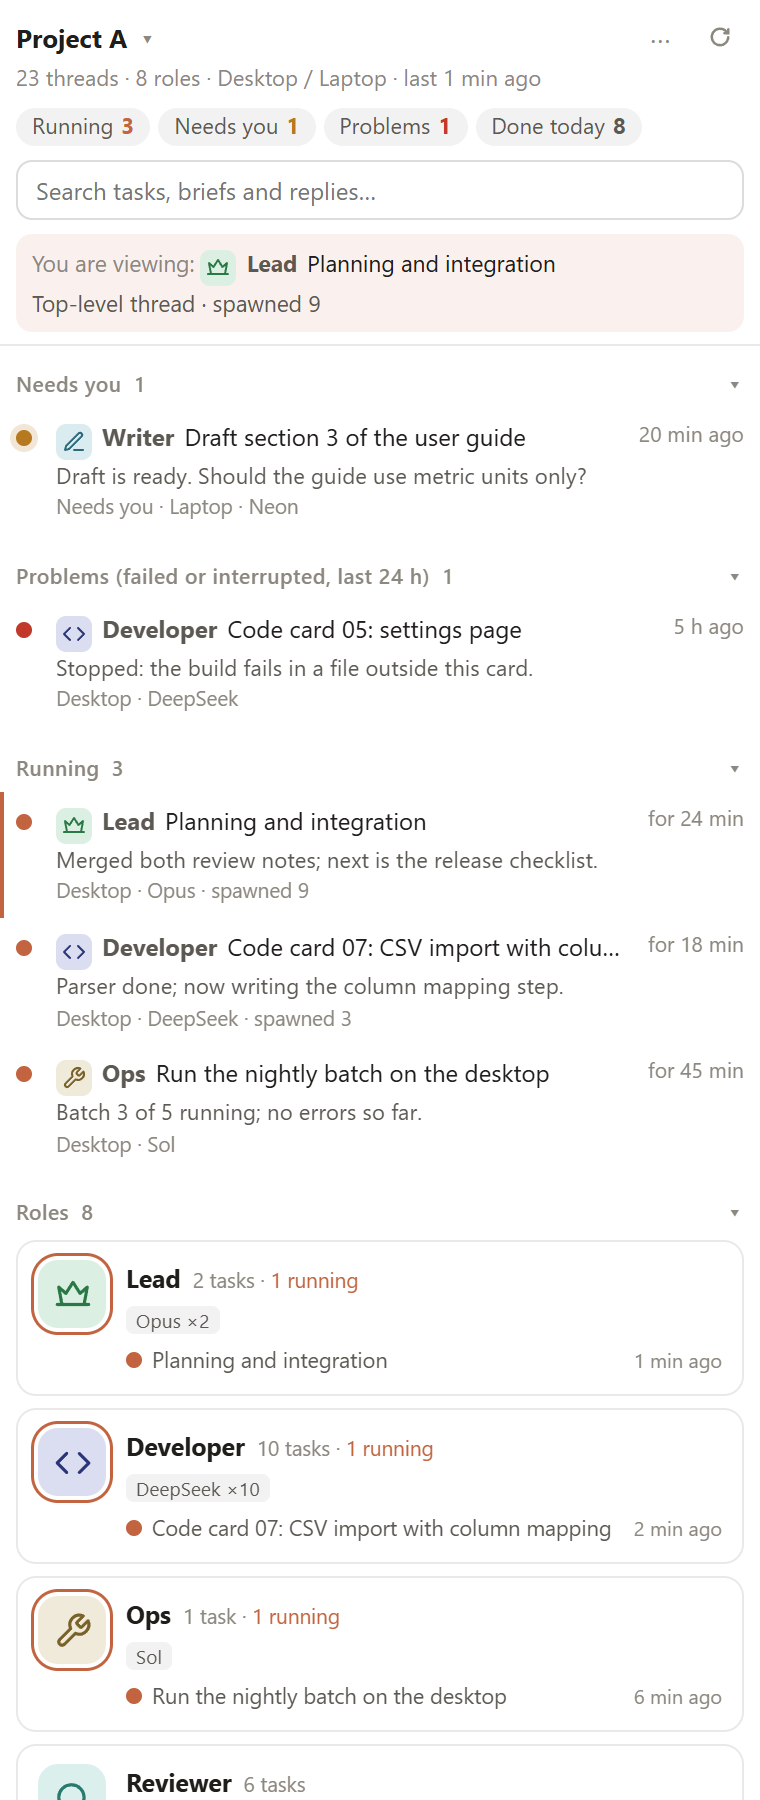 Project A ▼ … 
23 threads · 8 roles · Desktop / Laptop · last 1 min ago
Running 3 Needs you 1 Problems 1 Done today 8
Search tasks, briefs and replies...
You are viewing: Lead Planning and integration
Top-level thread · spawned 9
Needs you 1
Writer Draft section 3 of the user guide 20 min ago
Draft is ready. Should the guide use metric units only?
Needs you · Laptop · Neon
Problems (failed or interrupted, last 24 h) 1
Developer Code card 05: settings page 5 h ago
Stopped: the build fails in a file outside this card.
Desktop · DeepSeek
Running 3
Lead Planning and integration for 24 min
Merged both review notes; next is the release checklist.
Desktop · Opus · spawned 9
Developer Code card 07: CSV import with colu... for 18 min
Parser done; now writing the column mapping step.
Desktop · DeepSeek · spawned 3
Ops Run the nightly batch on the desktop for 45 min
Batch 3 of 5 running; no errors so far.
Desktop · Sol
Roles 8
Lead 2 tasks · 1 running
Opus ×2
Planning and integration 1 min ago
Developer 10 tasks · 1 running
DeepSeek ×10
Code card 07: CSV import with column mapping 2 min ago
Ops 1 task · 1 running
Sol
Run the nightly batch on the desktop 6 min ago
Reviewer 6 tasks